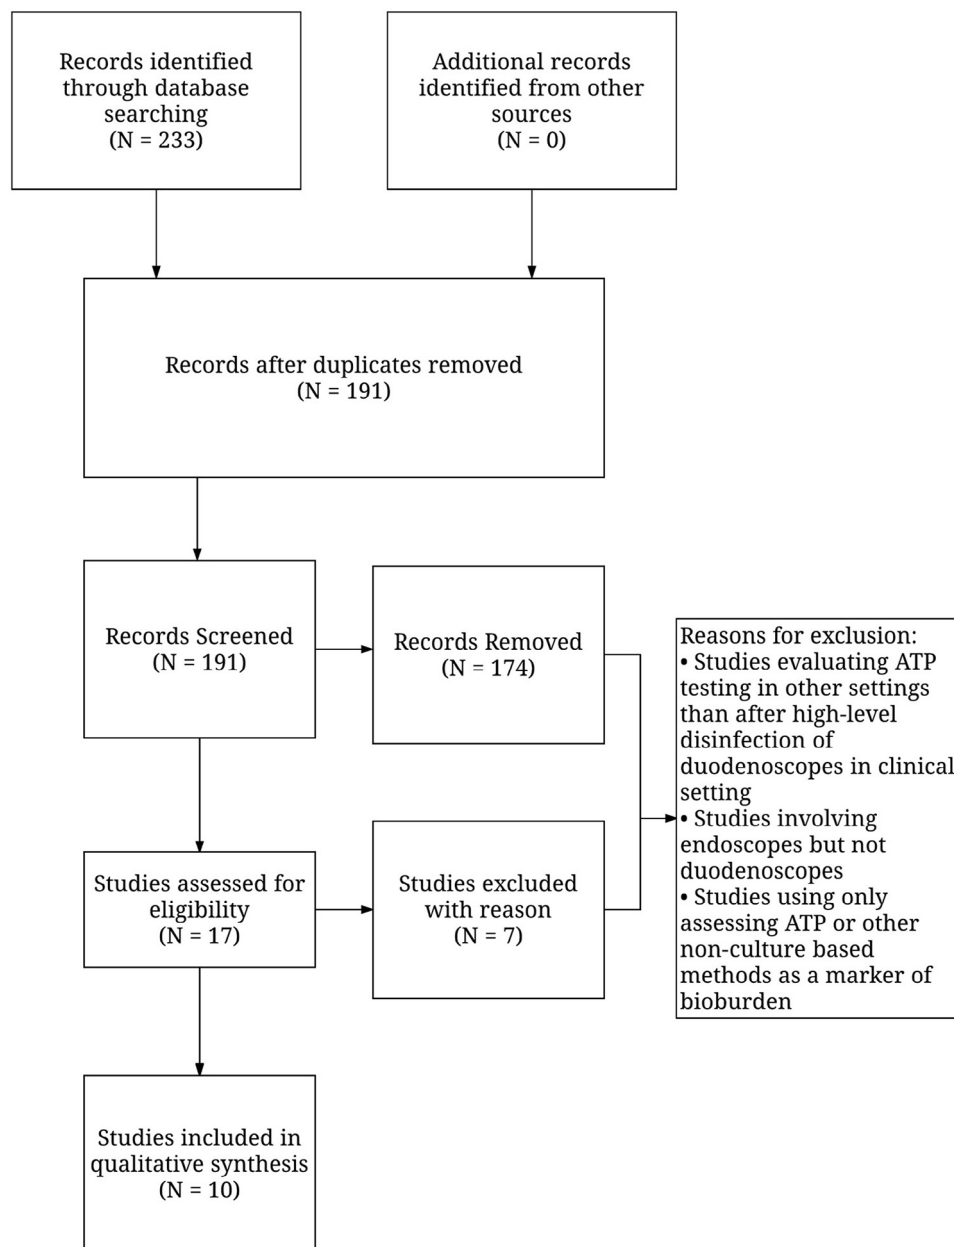 Records identified
through database
searching
(N = 233)
Additional records
identified from other
sources
(N = 0)
Records after duplicates removed
(N = 191)
Records Screened
(N = 191)
Records Removed
(N = 174)
Reasons for exclusion:
• Studies evaluating ATP
testing in other settings
than after high-level
disinfection of
duodenoscopes in clinical
setting
• Studies involving
endoscopes but not
duodenoscopes
• Studies using only
assessing ATP or other
non-culture based
methods as a marker of
bioburden
Studies assessed for
eligibility
(N = 17)
Studies excluded
with reason
(N = 7)
Studies included in
qualitative synthesis
(N = 10)